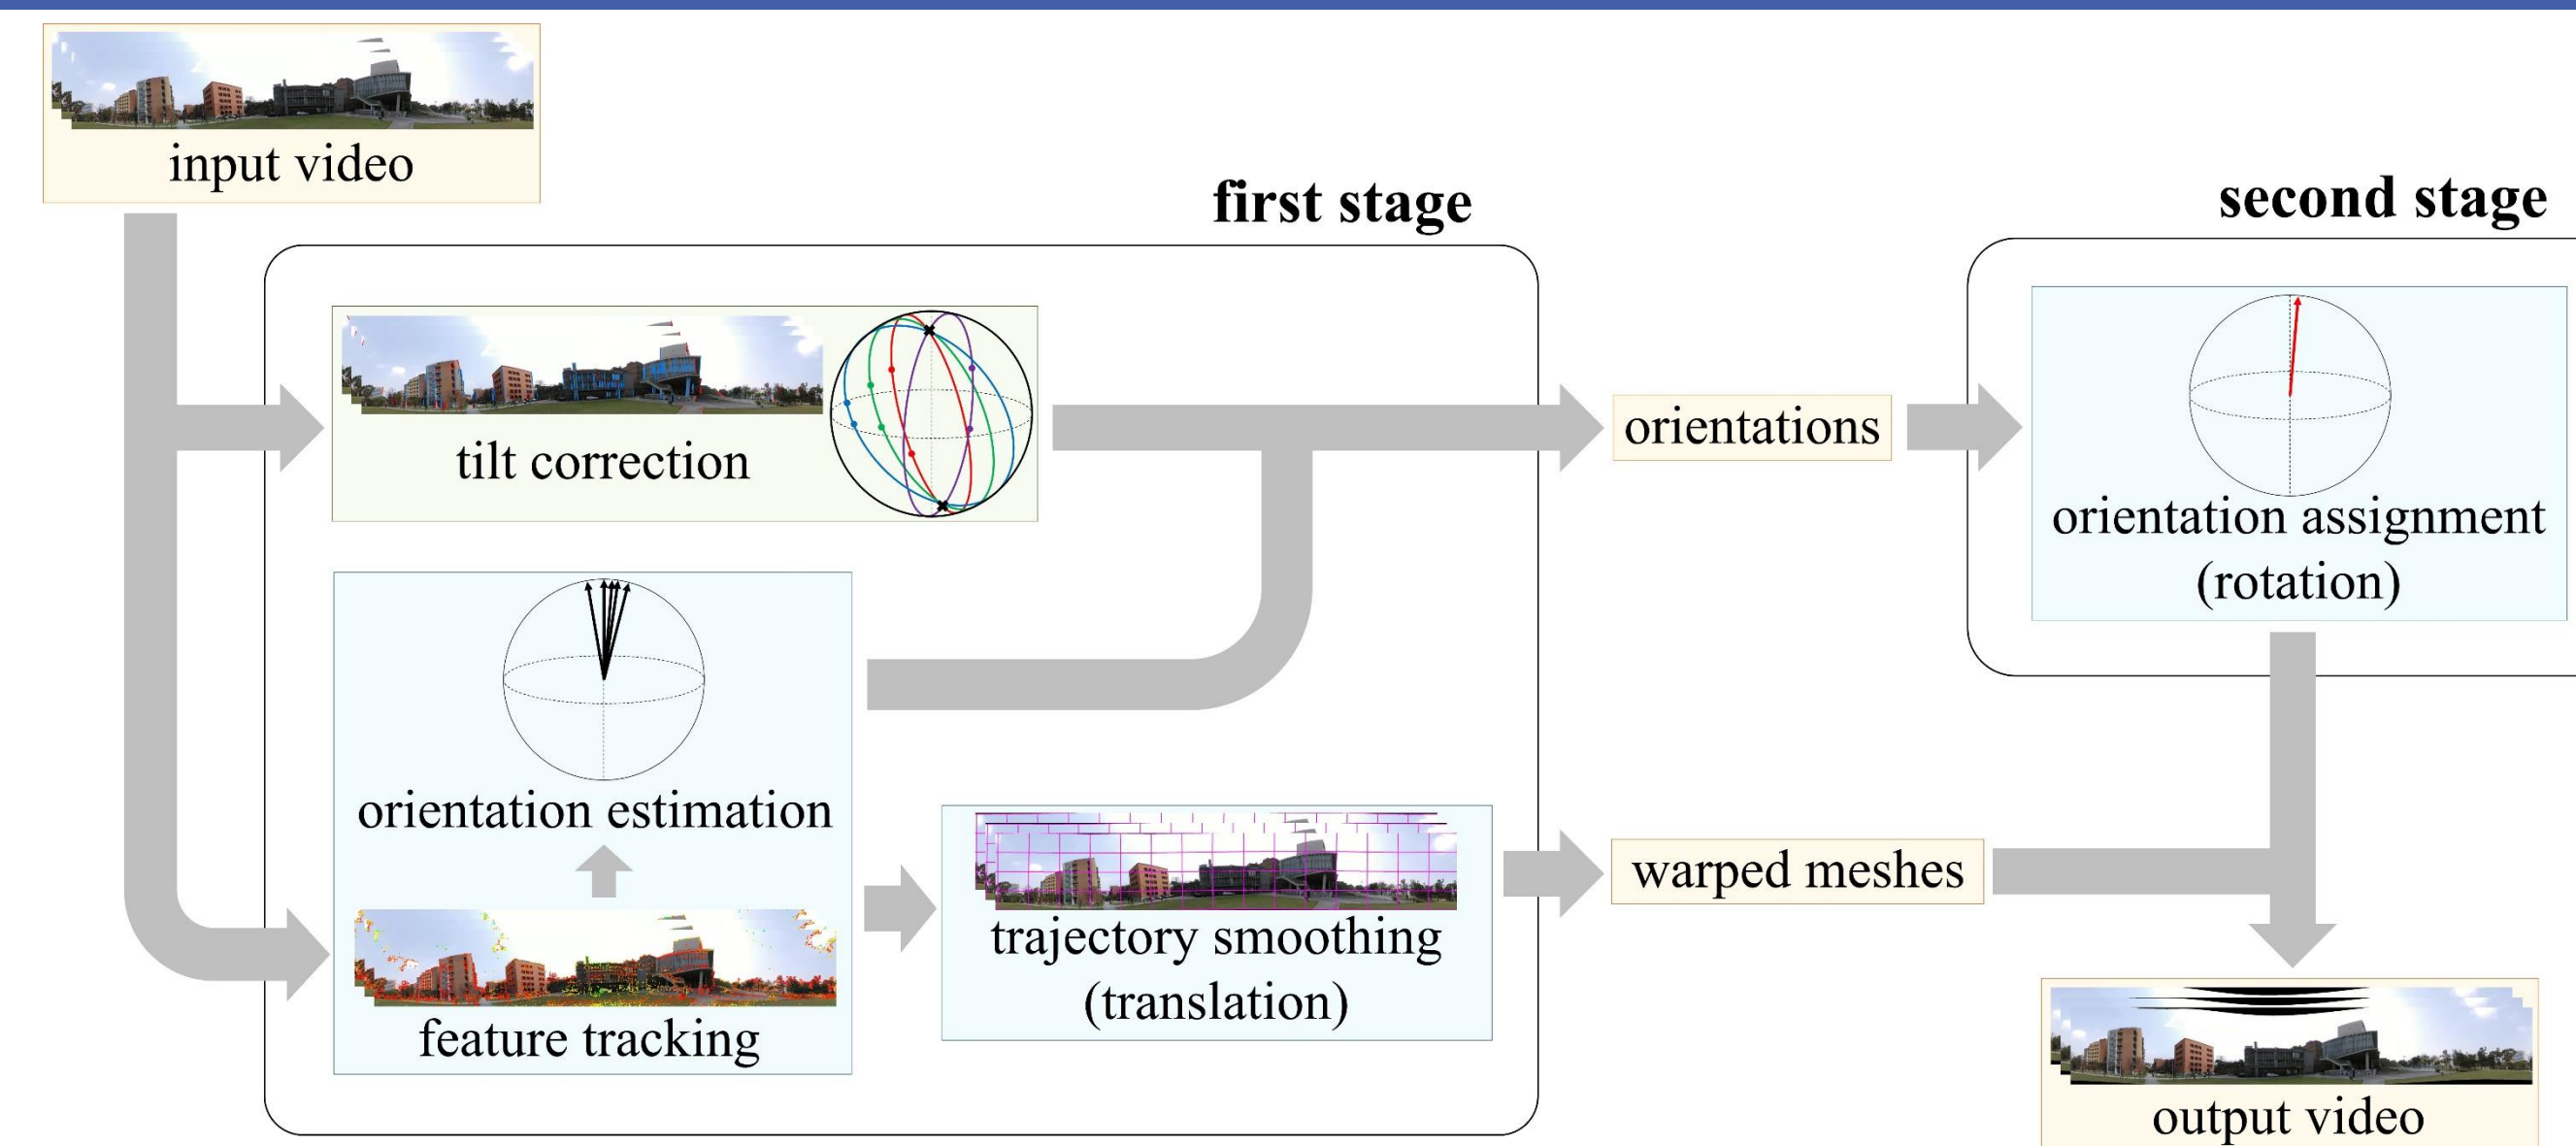 input video
first stage
second stage
tilt correction
orientations
orientation assignment
(rotation)
orientation estimation
warped meshes
trajectory smoothing
(translation)
feature tracking
output video